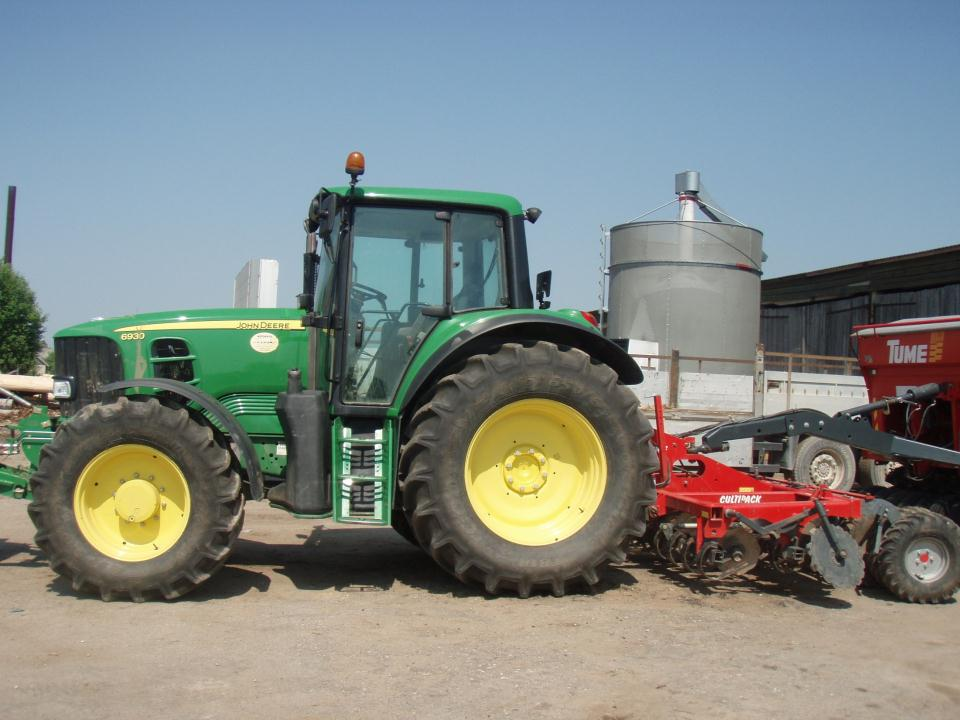 JOHN DEERE
6930
TUME
CULTIPACK